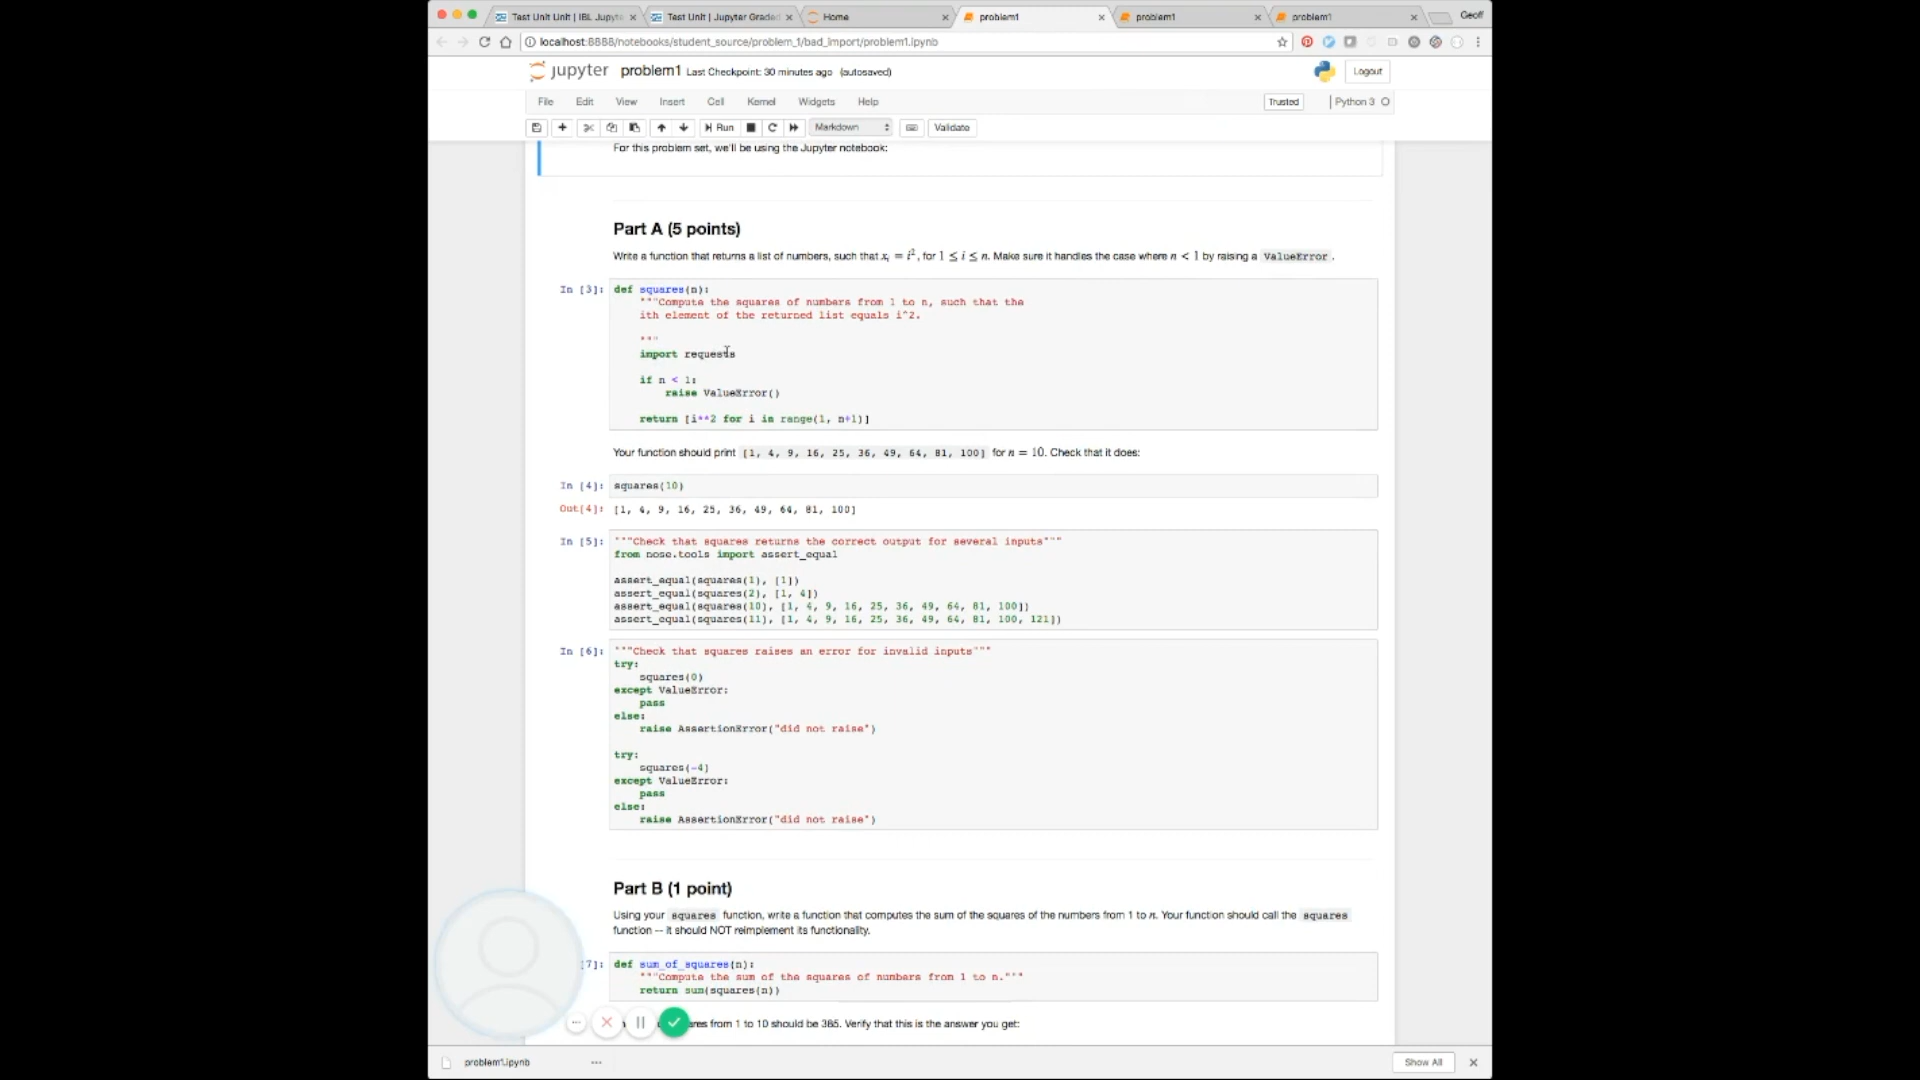 Test Unit Unit | IBL Jupyte
Test Unit | Jupyter Graded
Home
problem1
problem1
problem1
Geoff
localhost:8888/notebooks/student_source/problem_1/bad_import/problem1.ipynb
jupyter problem1 Last Checkpoint: 30 minutes ago (autosaved)
Logout
File Edit View Insert Cell Kernel Widgets Help
Trusted
Python 3
Run
Markdown
Validate
For this problem set, we'll be using the Jupyter notebook:
Part A (5 points)
Write a function that returns a list of numbers, such that xᵢ = i², for 1 ≤ i ≤ n. Make sure it handles the case where n < 1 by raising a ValueError.
In [3]: def squares(n):
"""Compute the squares of numbers from 1 to n, such that the
ith element of the returned list equals i^2.
"""
import requests
if n < 1:
raise ValueError()
return [i**2 for i in range(1, n+1)]
Your function should print [1, 4, 9, 16, 25, 36, 49, 64, 81, 100] for n = 10. Check that it does:
In [4]: squares(10)
Out[4]: [1, 4, 9, 16, 25, 36, 49, 64, 81, 100]
In [5]: """Check that squares returns the correct output for several inputs"""
from nose.tools import assert_equal
assert_equal(squares(1), [1])
assert_equal(squares(2), [1, 4])
assert_equal(squares(10), [1, 4, 9, 16, 25, 36, 49, 64, 81, 100])
assert_equal(squares(11), [1, 4, 9, 16, 25, 36, 49, 64, 81, 100, 121])
In [6]: """Check that squares raises an error for invalid inputs"""
try:
squares(0)
except ValueError:
pass
else:
raise AssertionError("did not raise")
try:
squares(-4)
except ValueError:
pass
else:
raise AssertionError("did not raise")
Part B (1 point)
Using your squares function, write a function that computes the sum of the squares of the numbers from 1 to n. Your function should call the squares
function -- it should NOT reimplement its functionality.
[7]: def sum_of_squares(n):
"""Compute the sum of the squares of numbers from 1 to n."""
return sum(squares(n))
ares from 1 to 10 should be 385. Verify that this is the answer you get:
problem1.ipynb
Show All